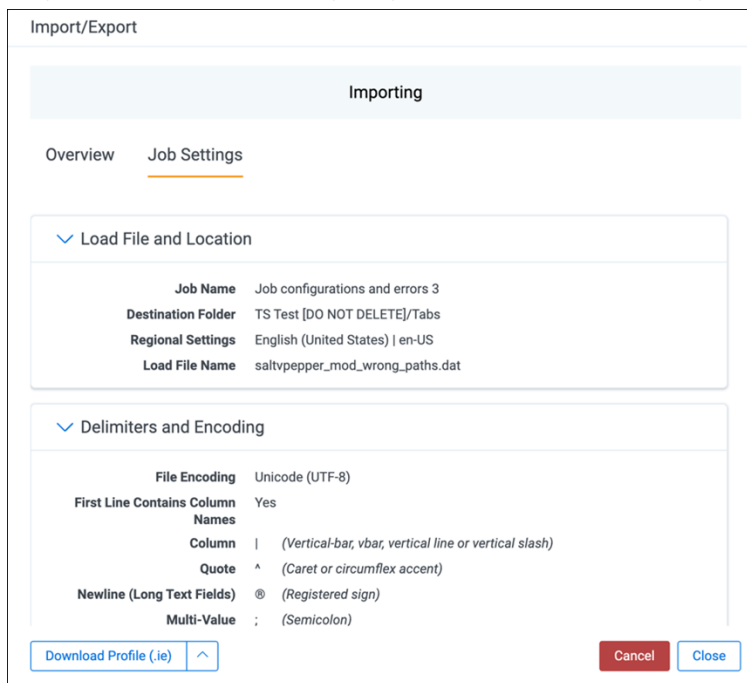 Import/Export
Importing
Overview Job Settings
Load File and Location
Job Name Job configurations and errors 3
Destination Folder TS Test [DO NOT DELETE]/Tabs
Regional Settings English (United States) | en-US
Load File Name saltvpepper_mod_wrong_paths.dat
Delimiters and Encoding
File Encoding Unicode (UTF-8)
First Line Contains Column Yes
Names
Column | (Vertical-bar, vbar, vertical line or vertical slash)
Quote ^ (Caret or circumflex accent)
Newline (Long Text Fields) ® (Registered sign)
Multi-Value ; (Semicolon)
Download Profile (.ie) Cancel Close